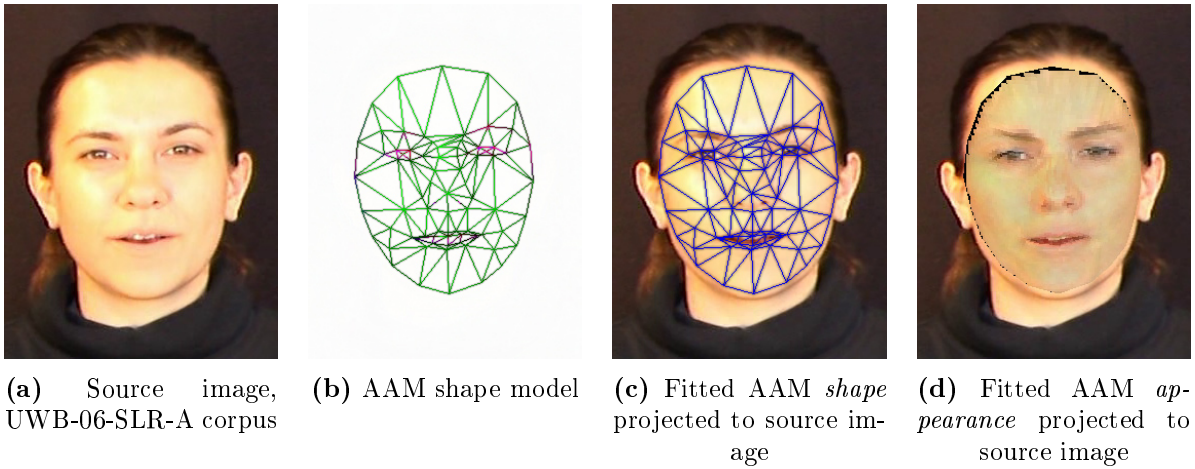 (a) Source image,
UWB-06-SLR-A corpus
(b) AAM shape model
(c) Fitted AAM shape
projected to source im-
age
(d) Fitted AAM ap-
pearance projected to
source image